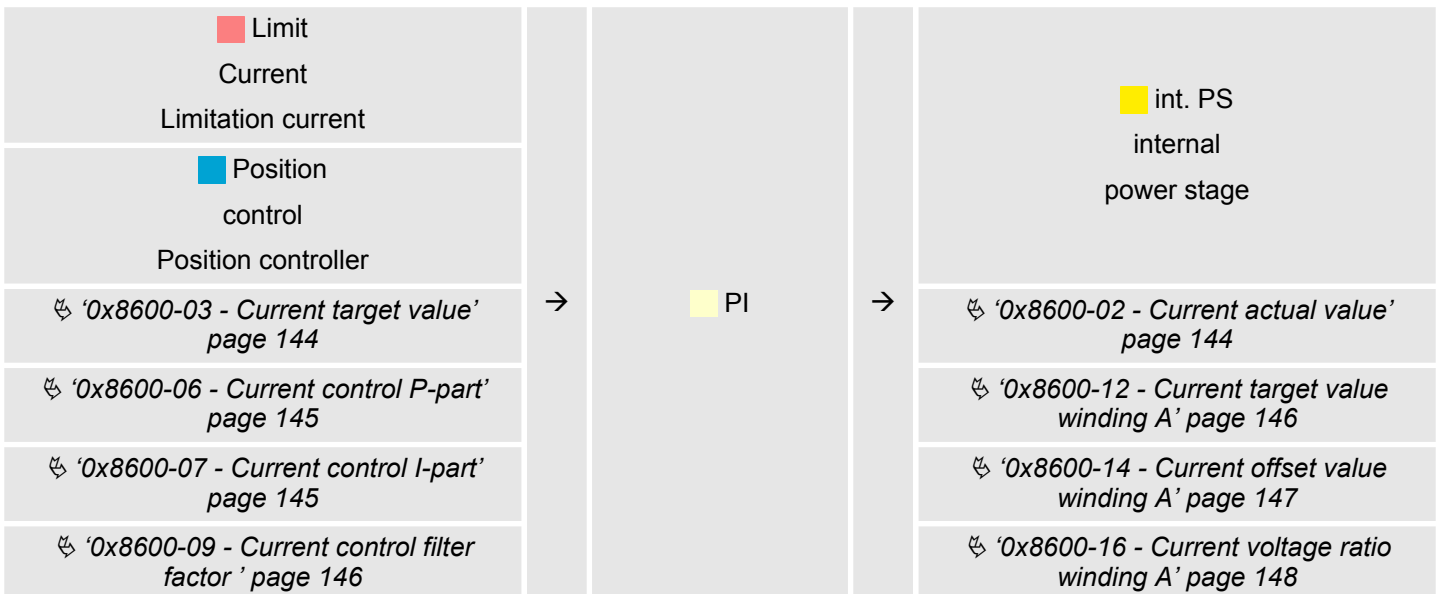 Limit
Current
Limitation current
Position
control
Position controller
↳ ‘0x8600-03 - Current target value’
page 144
↳ ‘0x8600-06 - Current control P-part’
page 145
↳ ‘0x8600-07 - Current control I-part’
page 145
↳ ‘0x8600-09 - Current control filter
factor ’ page 146
→
PI
→
int. PS
internal
power stage
↳ ‘0x8600-02 - Current actual value’
page 144
↳ ‘0x8600-12 - Current target value
winding A’ page 146
↳ ‘0x8600-14 - Current offset value
winding A’ page 147
↳ ‘0x8600-16 - Current voltage ratio
winding A’ page 148